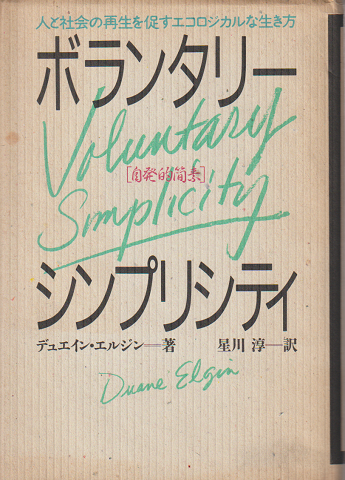 人と社会の再生を促すエコロジカルな生き方
ボランタリー
Voluntary
[自発的簡素]
Simplicity
シンプリシティ
デュエイン・エルジン＝著
星川 淳＝訳
Duane Elgin